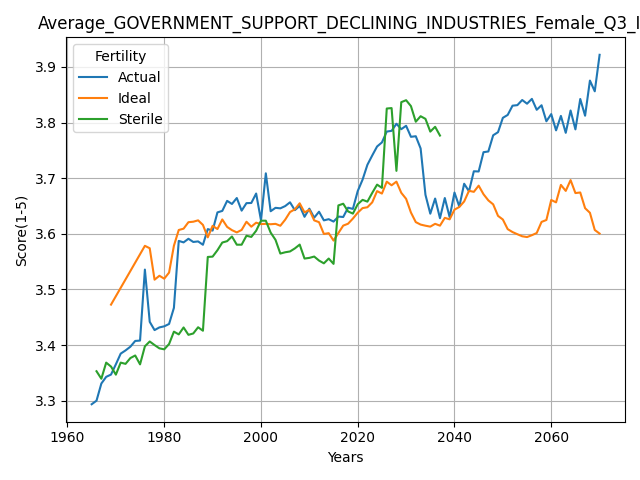 Average_GOVERNMENT_SUPPORT_DECLINING_INDUSTRIES_Female_Q3_I
Fertility
Actual
Ideal
Sterile
Score(1-5)
3.9
3.8
3.7
3.6
3.5
3.4
3.3
1960 1980 2000 2020 2040 2060
Years